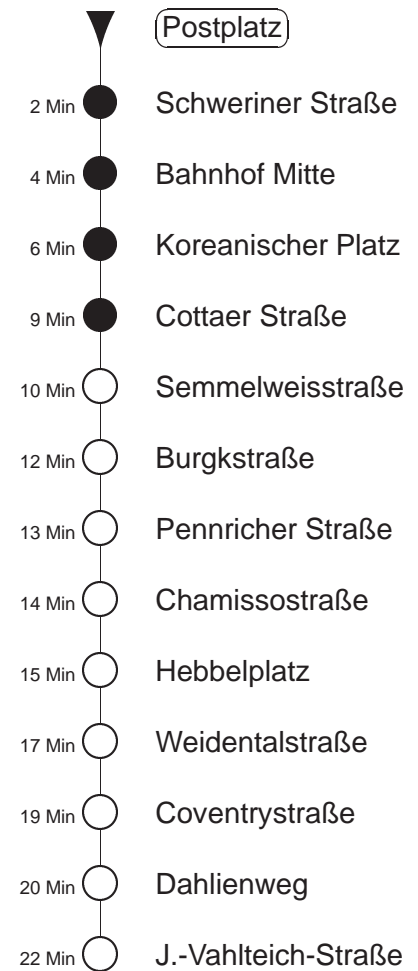 Postplatz
2 Min Schweriner Straße
4 Min Bahnhof Mitte
6 Min Koreanischer Platz
9 Min Cottaer Straße
10 Min Semmelweisstraße
12 Min Burgkstraße
13 Min Pennricher Straße
14 Min Chamissostraße
15 Min Hebbelplatz
17 Min Weidentalstraße
19 Min Coventrystraße
20 Min Dahlienweg
22 Min J.-Vahlteich-Straße